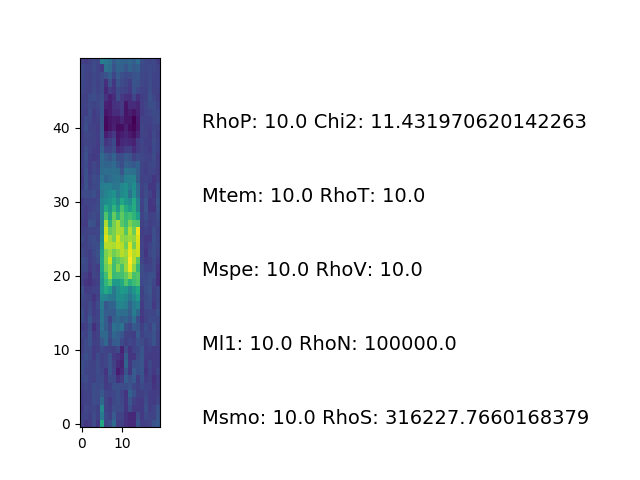 40
RhoP: 10.0 Chi2: 11.431970620142263
30
Mtem: 10.0 RhoT: 10.0
20
Mspe: 10.0 RhoV: 10.0
10
Ml1: 10.0 RhoN: 100000.0
0
Msmo: 10.0 RhoS: 316227.7660168379
0 10